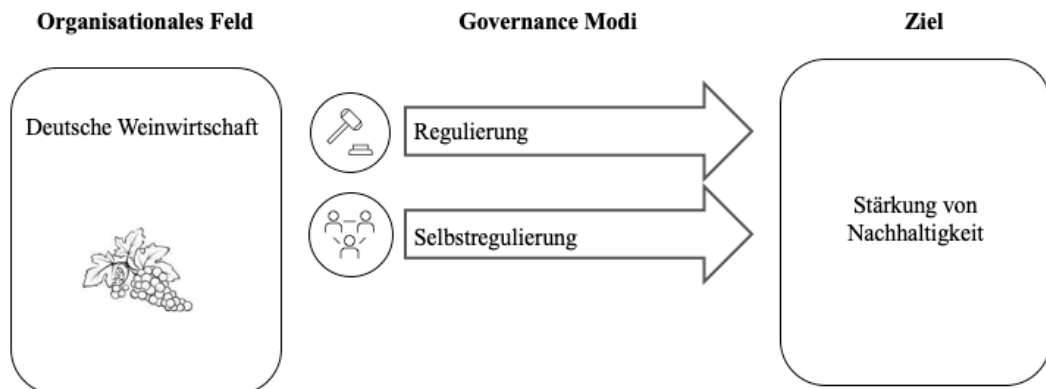 Organisationales Feld
Governance Modi
Ziel
Deutsche Weinwirtschaft
Regulierung
Selbstregulierung
Stärkung von
Nachhaltigkeit